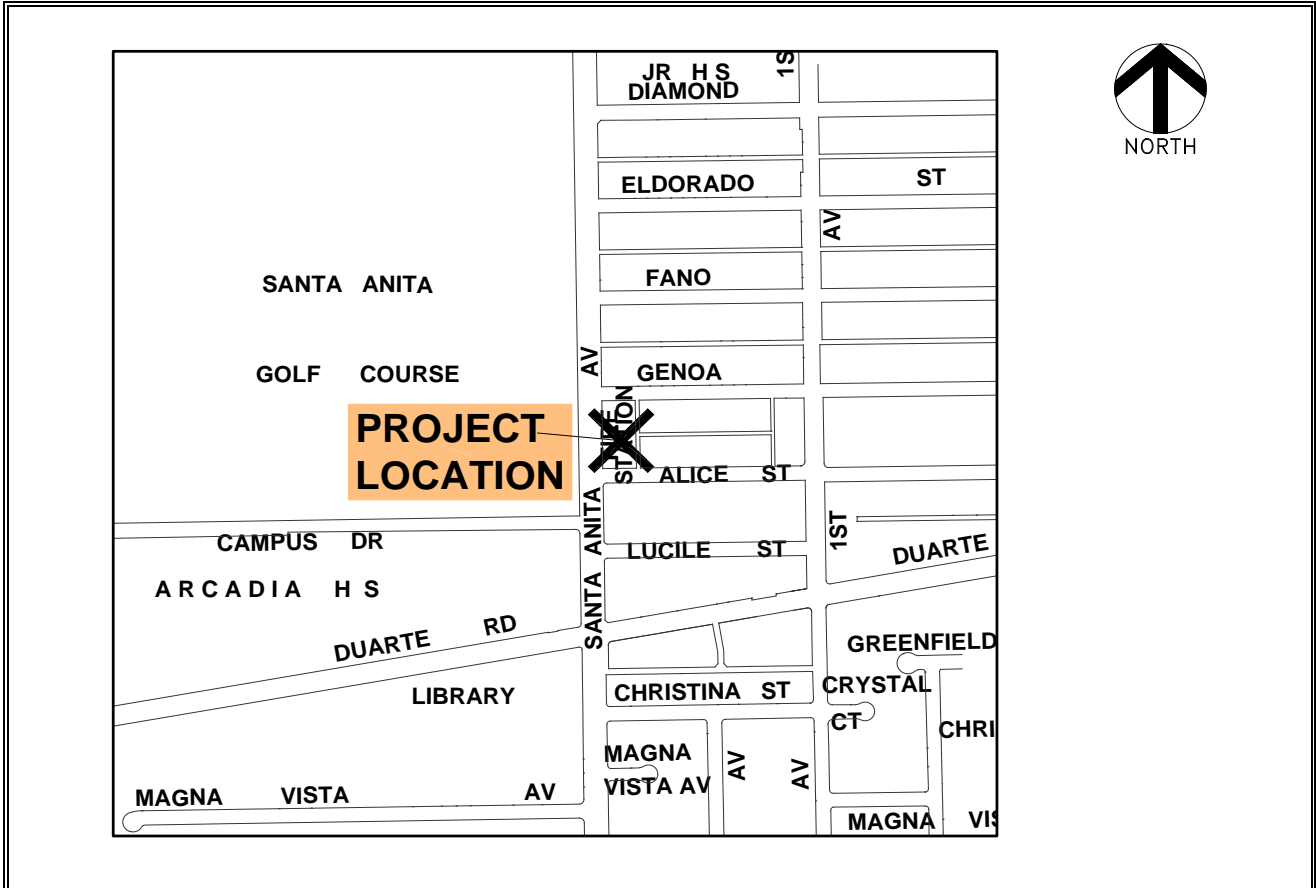 JR H S
1S
DIAMOND
NORTH
ELDORADO
ST
AV
SANTA ANITA
FANO
AV
GOLF COURSE
GENOA
PROJECT
LOCATION
STATION
ALICE ST
SANTA ANITA
1ST
CAMPUS DR
LUCILE ST
DUARTE
ARCADIA H S
DUARTE RD
GREENFIELD
LIBRARY
CHRISTINA ST
CRYSTAL
CT
CHRI
MAGNA
VISTA AV
AV
AV
MAGNA VISTA AV
MAGNA VIS